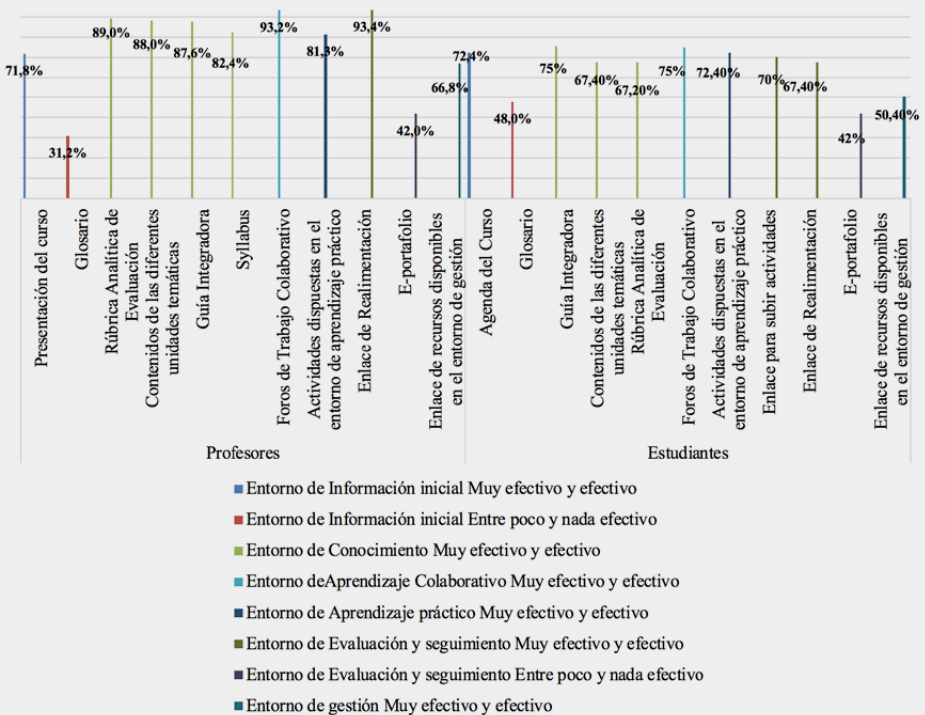 71,8%
31,2%
89,0%
88,0%
87,6%
82,4%
93,2%
81,3%
93,4%
42,0%
66,8%
72,4%
48,0%
75%
67,40%
67,20%
75%
72,40%
70%
67,40%
42%
50,40%
Presentación del curso
Glosario
Rúbrica Analítica de
Evaluación
Contenidos de las diferentes
unidades temáticas
Guía Integradora
Syllabus
Foros de Trabajo Colaborativo
Actividades dispuestas en el
entorno de aprendizaje práctico
Enlace de Realimentación
E-portafolio
Enlace de recursos disponibles
en el entorno de gestión
Agenda del Curso
Glosario
Guía Integradora
Contenidos de las diferentes
unidades temáticas
Rúbrica Analítica de
Evaluación
Foros de Trabajo Colaborativo
Actividades dispuestas en el
entorno de aprendizaje práctico
Enlace para subir actividades
Enlace de Realimentación
E-portafolio
Enlace de recursos disponibles
en el entorno de gestión
Profesores
Estudiantes
Entorno de Información inicial Muy efectivo y efectivo
Entorno de Información inicial Entre poco y nada efectivo
Entorno de Conocimiento Muy efectivo y efectivo
Entorno deAprendizaje Colaborativo Muy efectivo y efectivo
Entorno de Aprendizaje práctico Muy efectivo y efectivo
Entorno de Evaluación y seguimiento Muy efectivo y efectivo
Entorno de Evaluación y seguimiento Entre poco y nada efectivo
Entorno de gestión Muy efectivo y efectivo